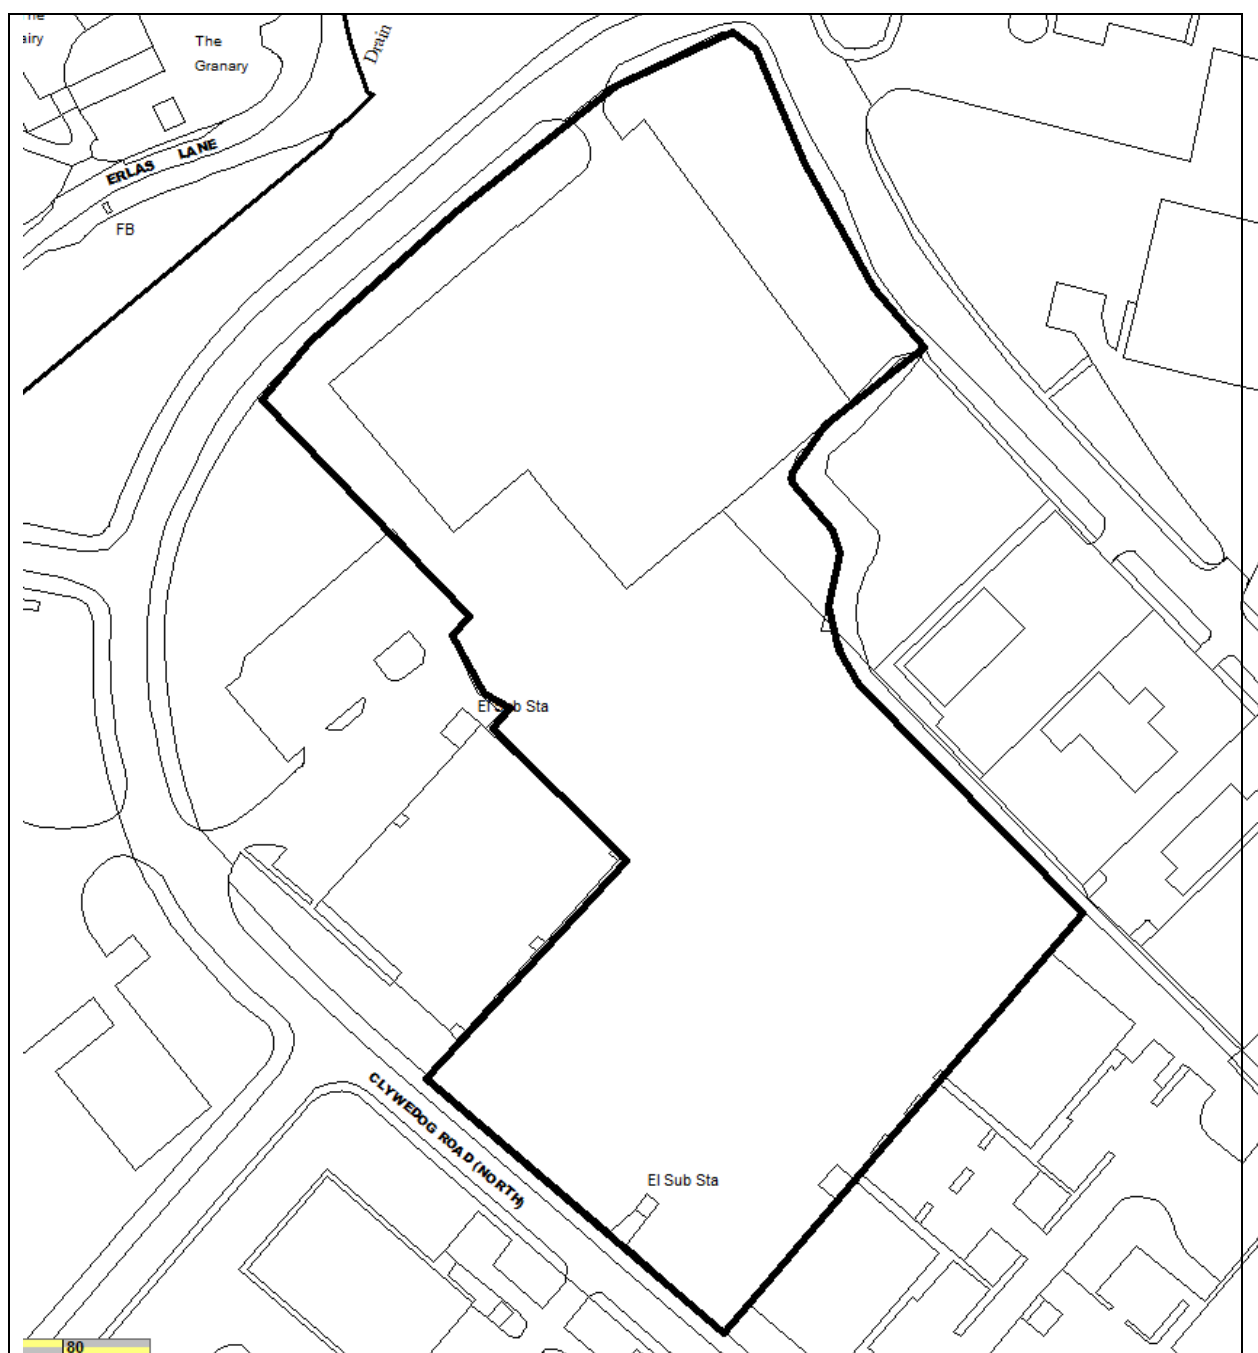 The
Granary
Drain
airy
ERLAS LANE
FB
El Sub Sta
CLYWEDOG ROAD (NORTH)
El Sub Sta
80